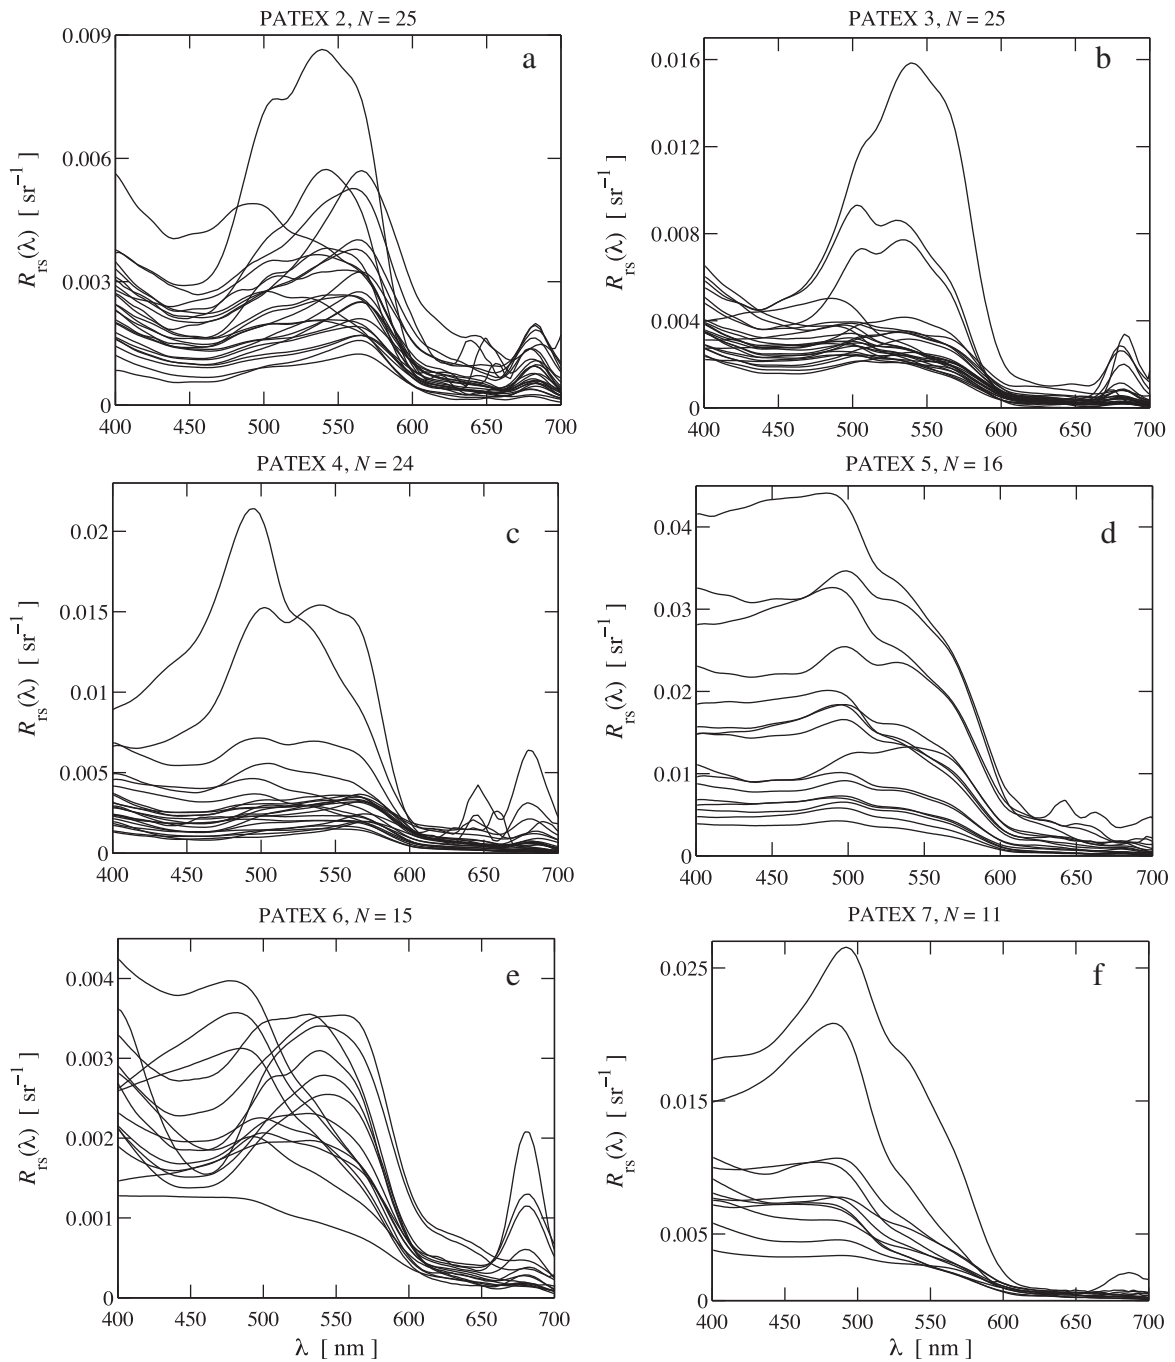 PATEX 2, N = 25
a
R_rs(λ) [ sr⁻¹ ]
0.009
0.006
0.003
0
400 450 500 550 600 650 700
PATEX 3, N = 25
b
R_rs(λ) [ sr⁻¹ ]
0.016
0.012
0.008
0.004
0
400 450 500 550 600 650 700
PATEX 4, N = 24
c
R_rs(λ) [ sr⁻¹ ]
0.02
0.015
0.01
0.005
0
400 450 500 550 600 650 700
PATEX 5, N = 16
d
R_rs(λ) [ sr⁻¹ ]
0.04
0.03
0.02
0.01
0
400 450 500 550 600 650 700
PATEX 6, N = 15
e
R_rs(λ) [ sr⁻¹ ]
0.004
0.003
0.002
0.001
0
400 450 500 550 600 650 700
λ [ nm ]
PATEX 7, N = 11
f
R_rs(λ) [ sr⁻¹ ]
0.025
0.015
0.005
0
400 450 500 550 600 650 700
λ [ nm ]